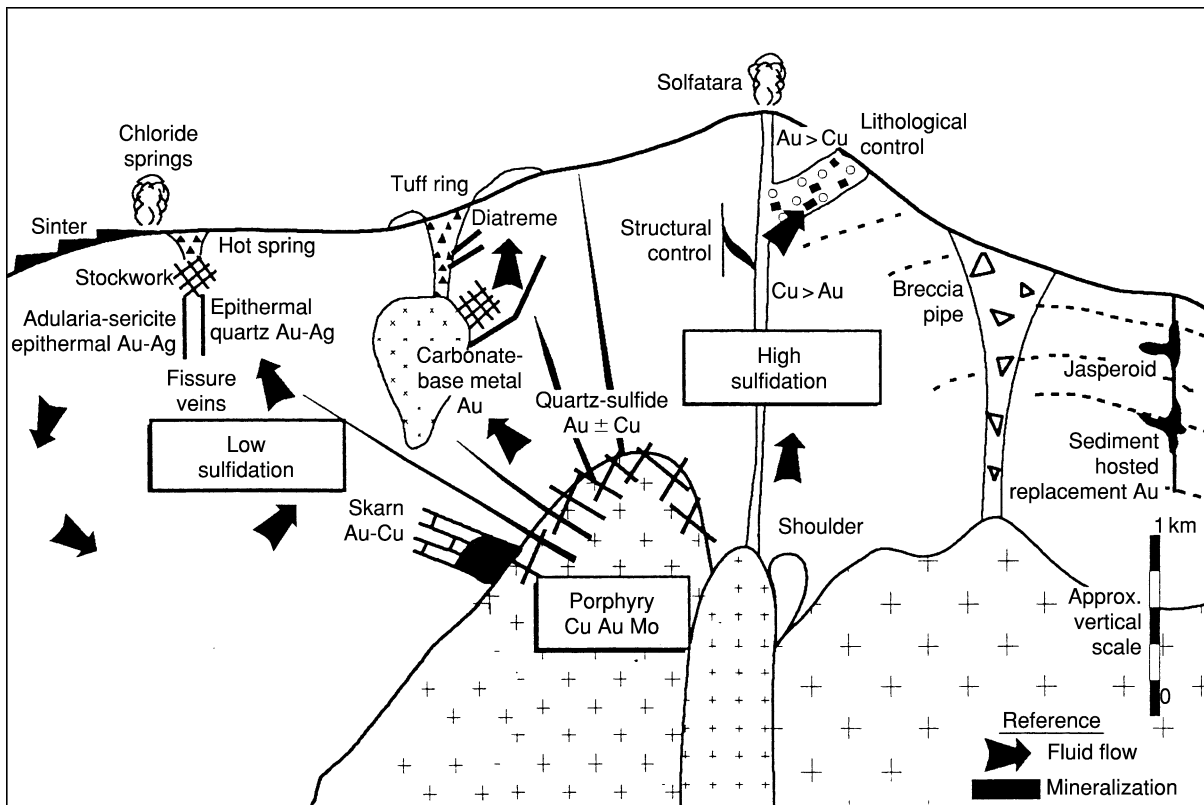 Solfatara
Chloride
springs
Au > Cu
Lithological
control
Tuff ring
Sinter
Hot spring
Diatreme
Structural
control
Stockwork
Cu > Au
Breccia
pipe
Adularia-sericite
epithermal Au-Ag
Epithermal
quartz Au-Ag
Carbonate-
base metal
Au
High
sulfidation
Jasperoid
Fissure
veins
Quartz-sulfide
Au ± Cu
Low
sulfidation
Sediment
hosted
replacement Au
Skarn
Au-Cu
Shoulder
1 km
Porphyry
Cu Au Mo
Approx.
vertical
scale
0
Reference
Fluid flow
Mineralization